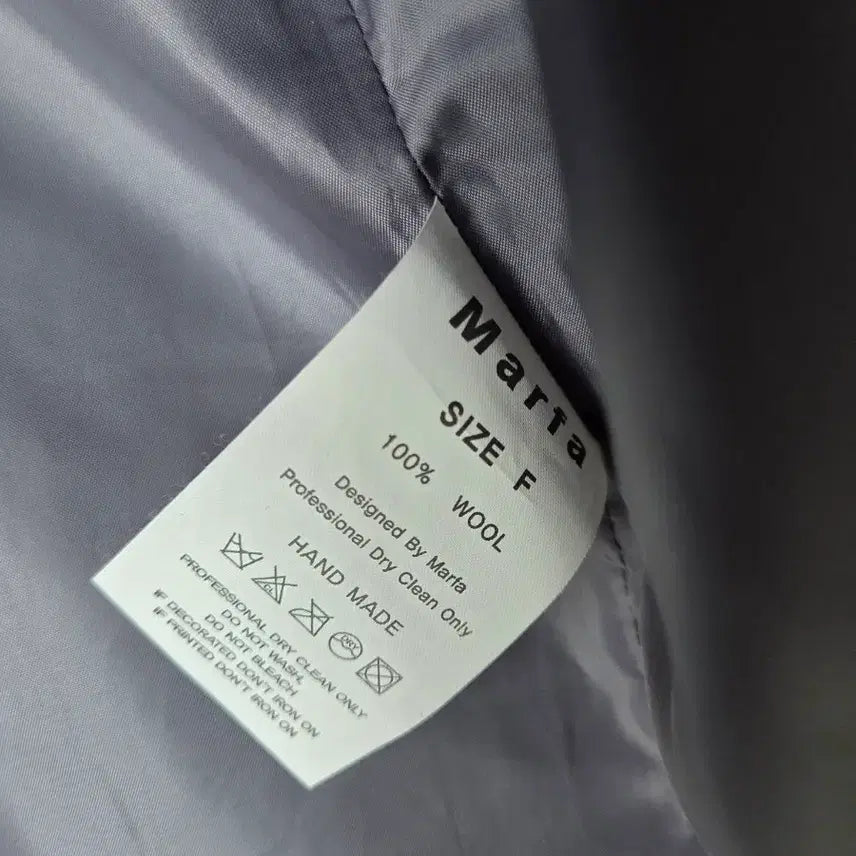 Marfa
SIZE F
100% WOOL
Designed By Marfa
Professional Dry Clean Only
HAND MADE
DRY
PROFESSIONAL DRY CLEAN ONLY
DO NOT WASH,
DO NOT BLEACH
IF DECORATED DON'T IRON ON
IF PRINTED DON'T IRON ON